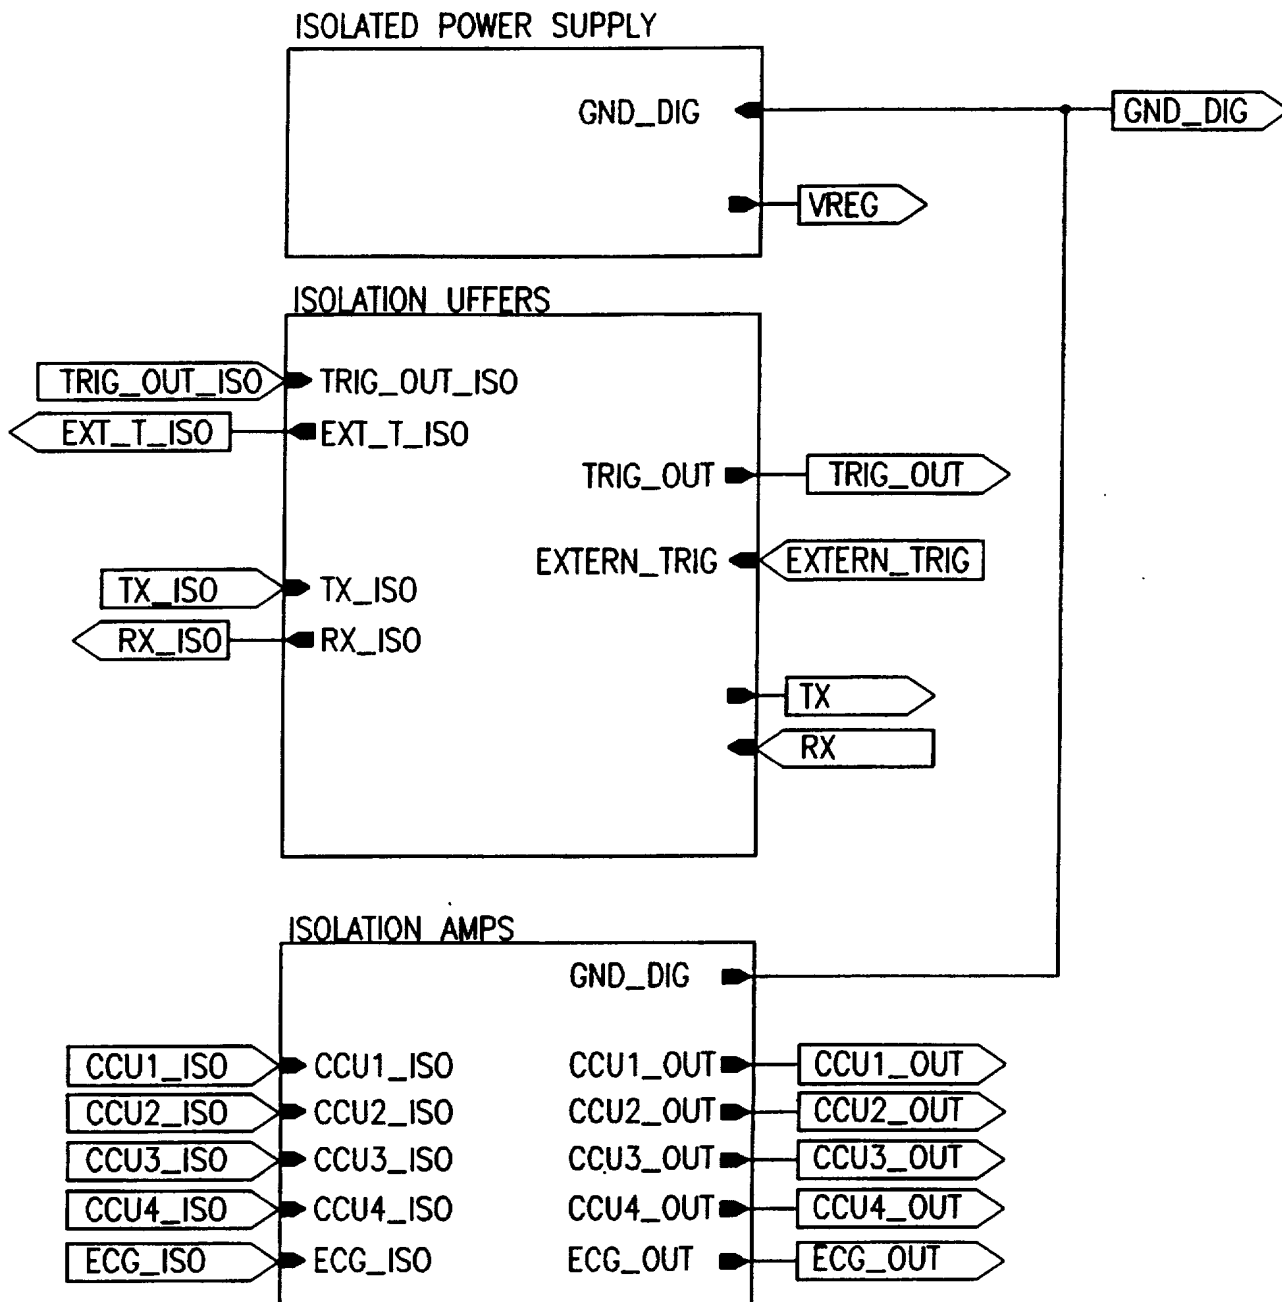 ISOLATED POWER SUPPLY
GND_DIG GND_DIG
VREG
ISOLATION UFFERS
TRIG_OUT_ISO TRIG_OUT_ISO
EXT_T_ISO EXT_T_ISO
TRIG_OUT TRIG_OUT
EXTERN_TRIG EXTERN_TRIG
TX_ISO TX_ISO
RX_ISO RX_ISO
TX
RX
ISOLATION AMPS
GND_DIG
CCU1_ISO CCU1_ISO CCU1_OUT CCU1_OUT
CCU2_ISO CCU2_ISO CCU2_OUT CCU2_OUT
CCU3_ISO CCU3_ISO CCU3_OUT CCU3_OUT
CCU4_ISO CCU4_ISO CCU4_OUT CCU4_OUT
ECG_ISO ECG_ISO ECG_OUT ECG_OUT